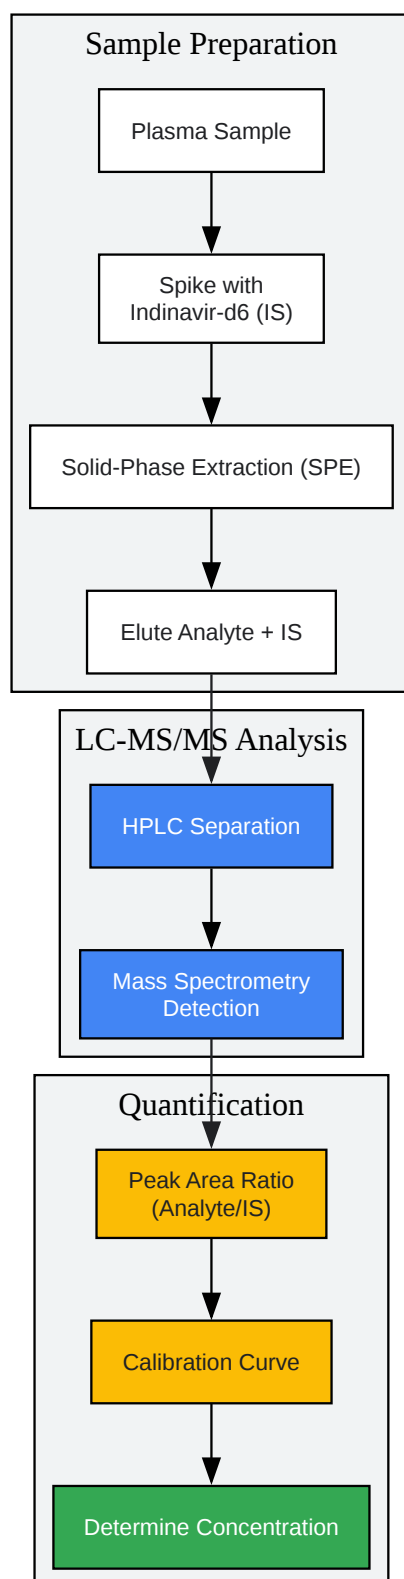 Sample Preparation
Plasma Sample
Spike with
Indinavir-d6 (IS)
Solid-Phase Extraction (SPE)
Elute Analyte + IS
LC-MS/MS Analysis
HPLC Separation
Mass Spectrometry
Detection
Quantification
Peak Area Ratio
(Analyte/IS)
Calibration Curve
Determine Concentration